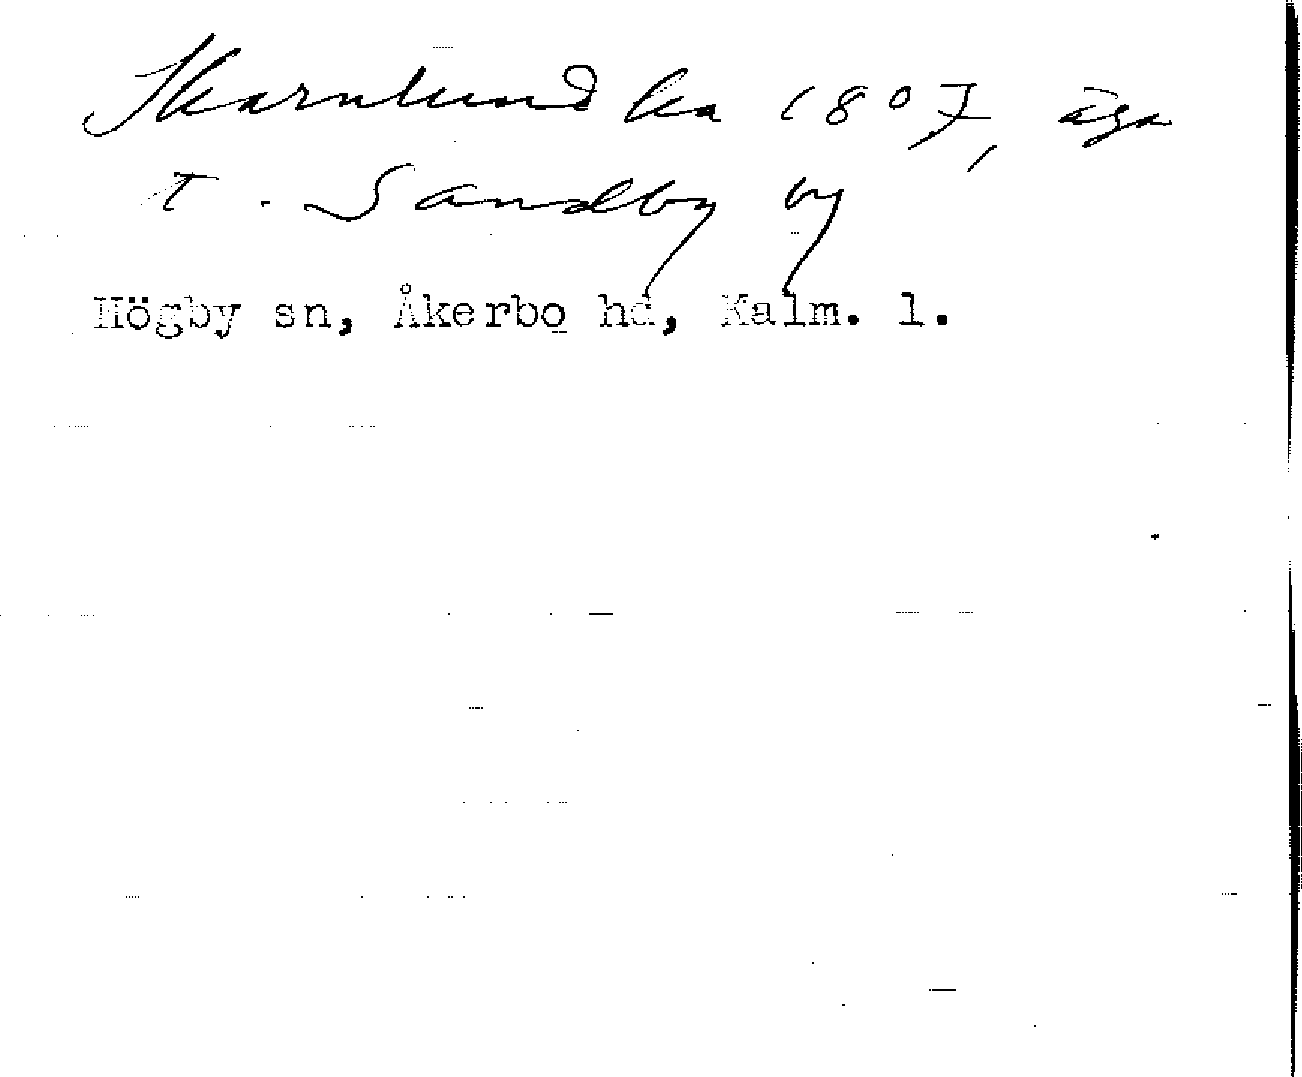 Skarnlund ka 1807, äga
t. Sandby by
Högby sn, Åkerbo hd, Kalm. l.